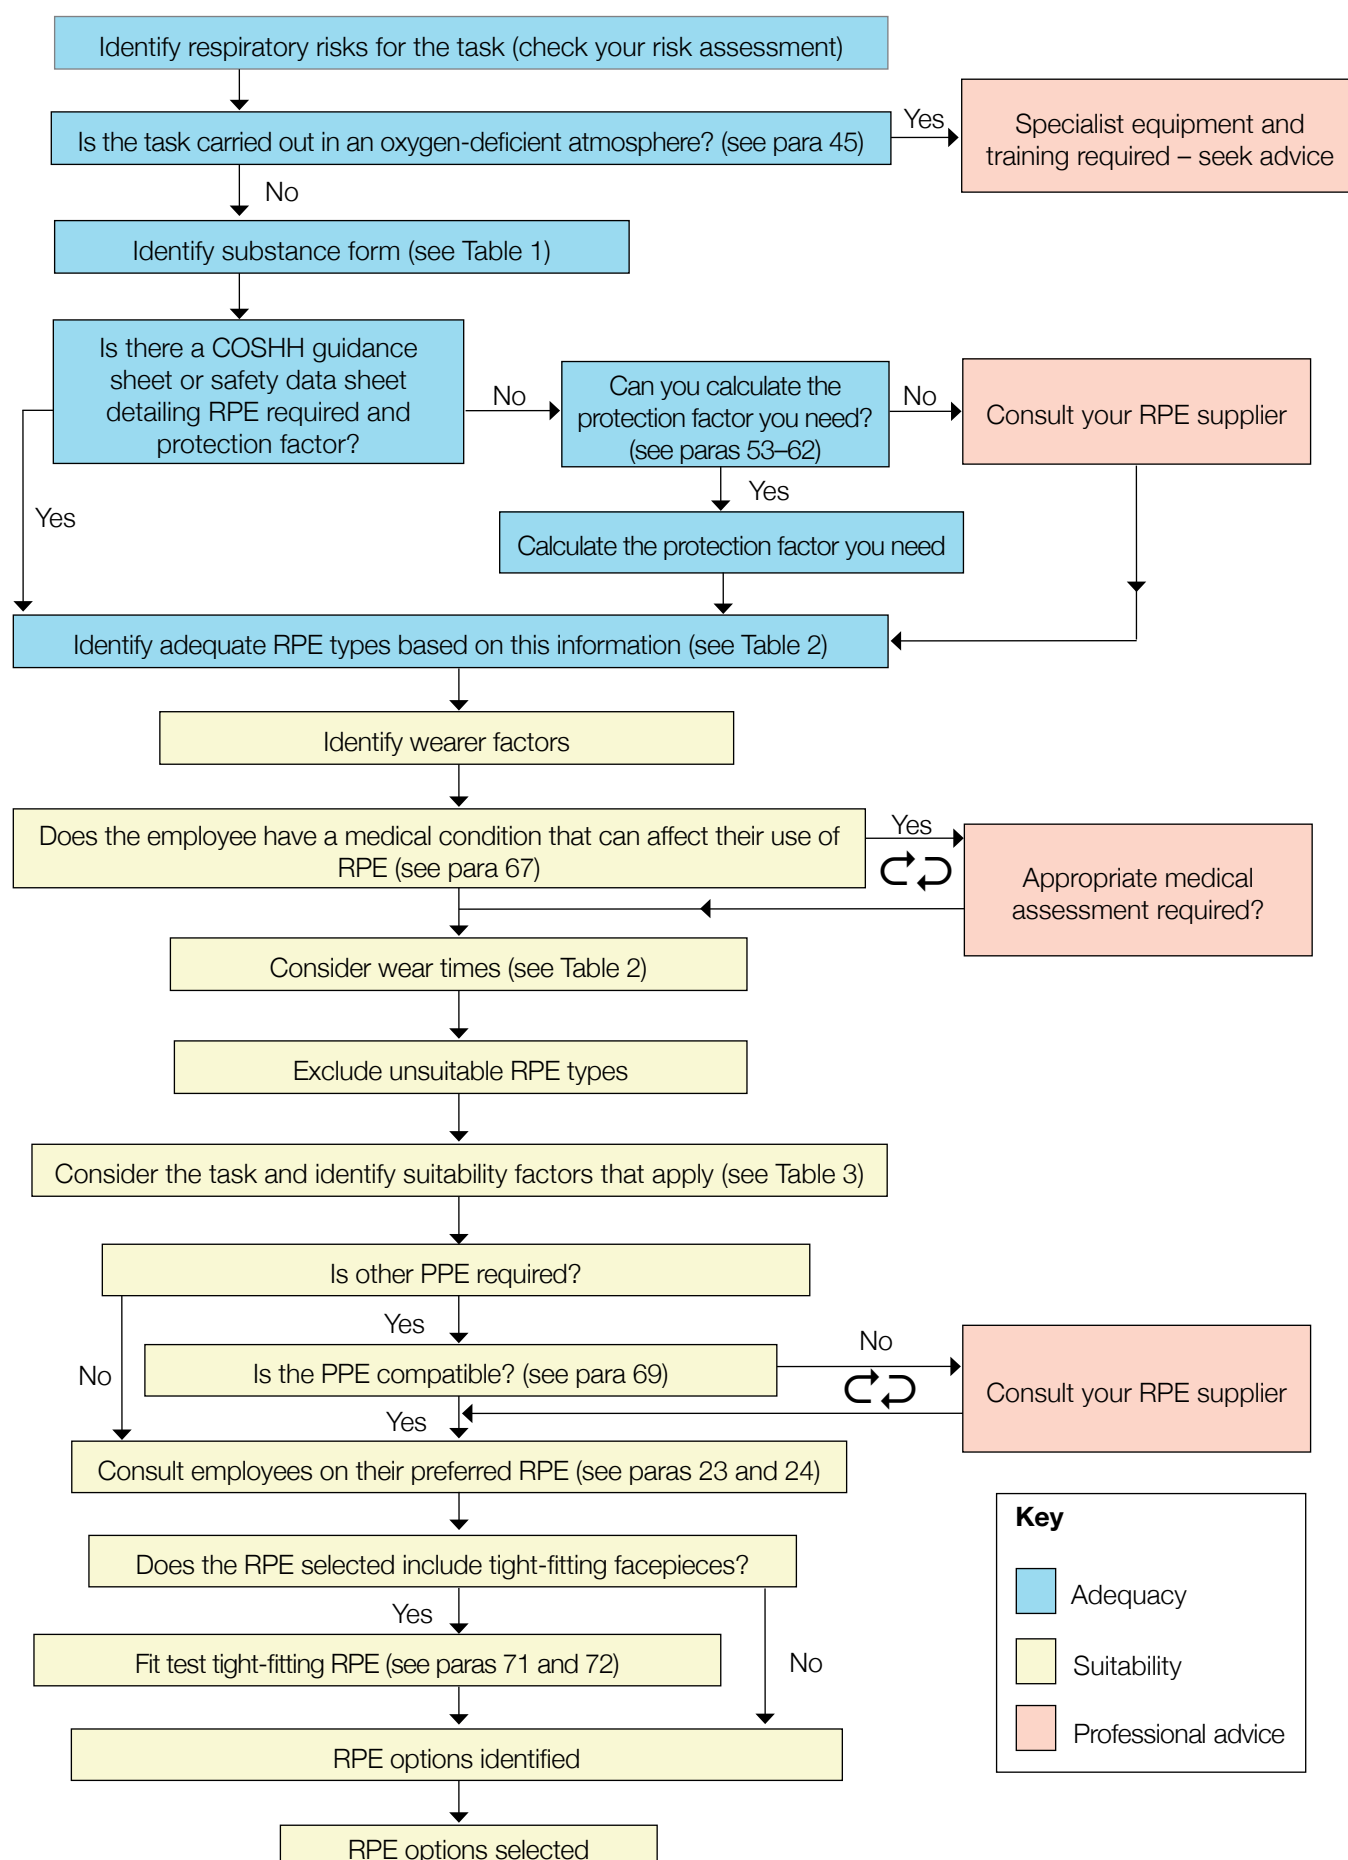 Identify respiratory risks for the task (check your risk assessment)
Is the task carried out in an oxygen-deficient atmosphere? (see para 45)
Yes
Specialist equipment and
training required – seek advice
No
Identify substance form (see Table 1)
Is there a COSHH guidance
sheet or safety data sheet
detailing RPE required and
protection factor?
No
Can you calculate the
protection factor you need?
(see paras 53–62)
No
Consult your RPE supplier
Yes
Yes
Calculate the protection factor you need
Identify adequate RPE types based on this information (see Table 2)
Identify wearer factors
Does the employee have a medical condition that can affect their use of
RPE (see para 67)
Yes
Appropriate medical
assessment required?
Consider wear times (see Table 2)
Exclude unsuitable RPE types
Consider the task and identify suitability factors that apply (see Table 3)
Is other PPE required?
Yes
No
Is the PPE compatible? (see para 69)
No
Consult your RPE supplier
Yes
Consult employees on their preferred RPE (see paras 23 and 24)
Does the RPE selected include tight-fitting facepieces?
Yes
No
Fit test tight-fitting RPE (see paras 71 and 72)
RPE options identified
RPE options selected
Key
Adequacy
Suitability
Professional advice